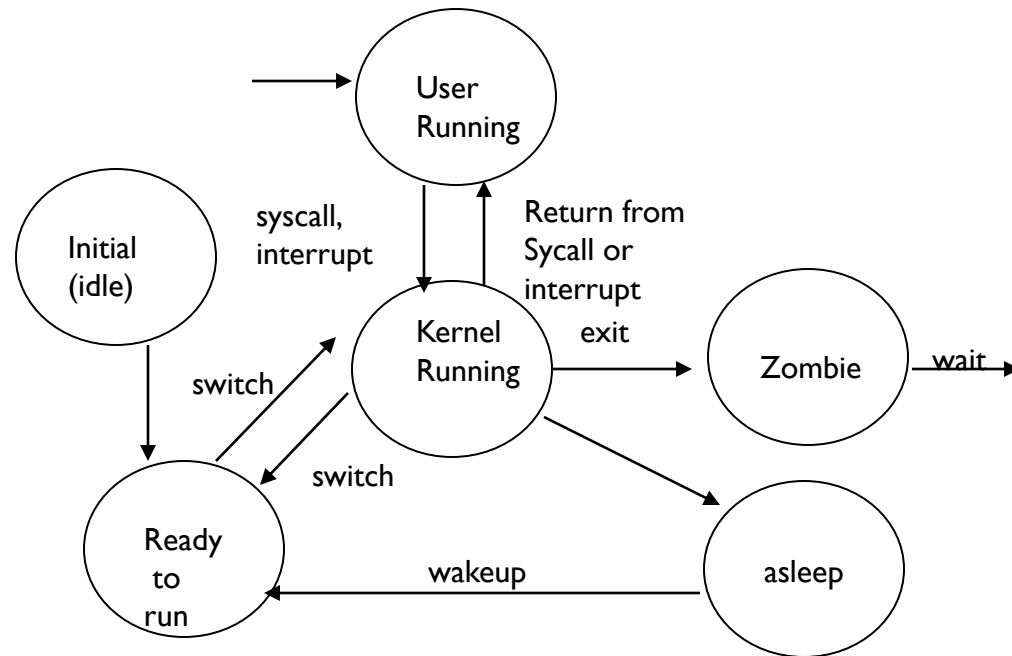 User
Running
syscall,
interrupt
Return from
Sycall or
interrupt
Initial
(idle)
Kernel
Running
exit
Zombie
wait
switch
switch
Ready
to
run
wakeup
asleep